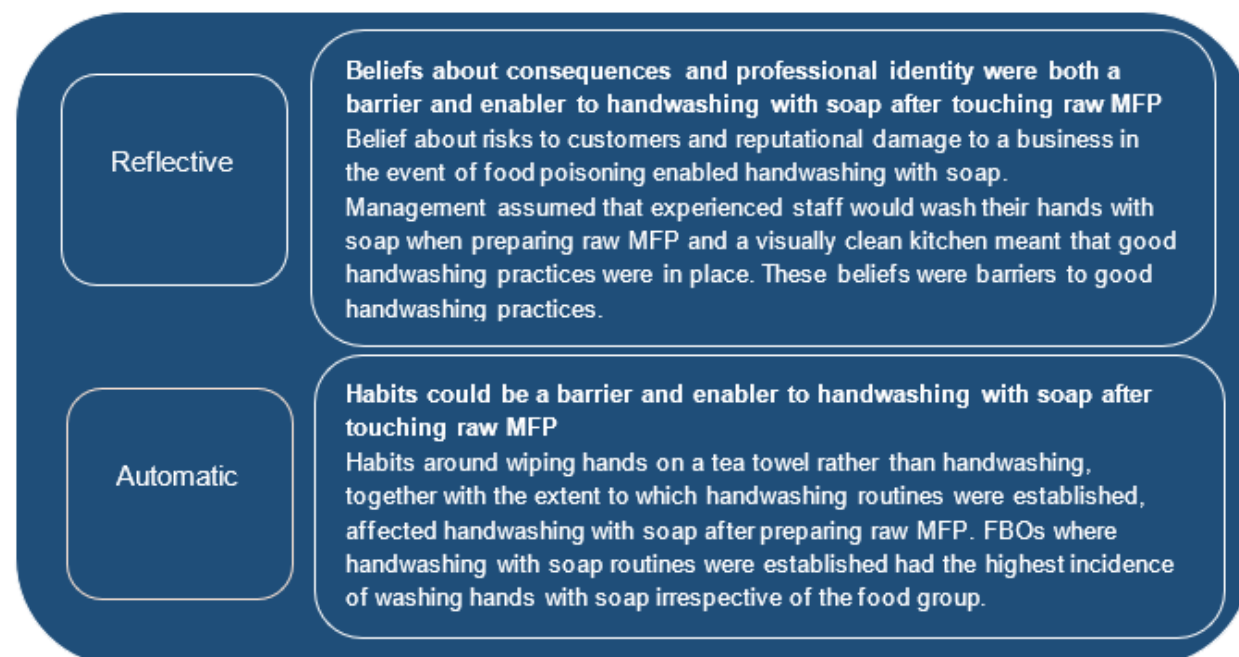 Reflective
Beliefs about consequences and professional identity were both a
barrier and enabler to handwashing with soap after touching raw MFP
Belief about risks to customers and reputational damage to a business in
the event of food poisoning enabled handwashing with soap.
Management assumed that experienced staff would wash their hands with
soap when preparing raw MFP and a visually clean kitchen meant that good
handwashing practices were in place. These beliefs were barriers to good
handwashing practices.
Automatic
Habits could be a barrier and enabler to handwashing with soap after
touching raw MFP
Habits around wiping hands on a tea towel rather than handwashing,
together with the extent to which handwashing routines were established,
affected handwashing with soap after preparing raw MFP. FBOs where
handwashing with soap routines were established had the highest incidence
of washing hands with soap irrespective of the food group.